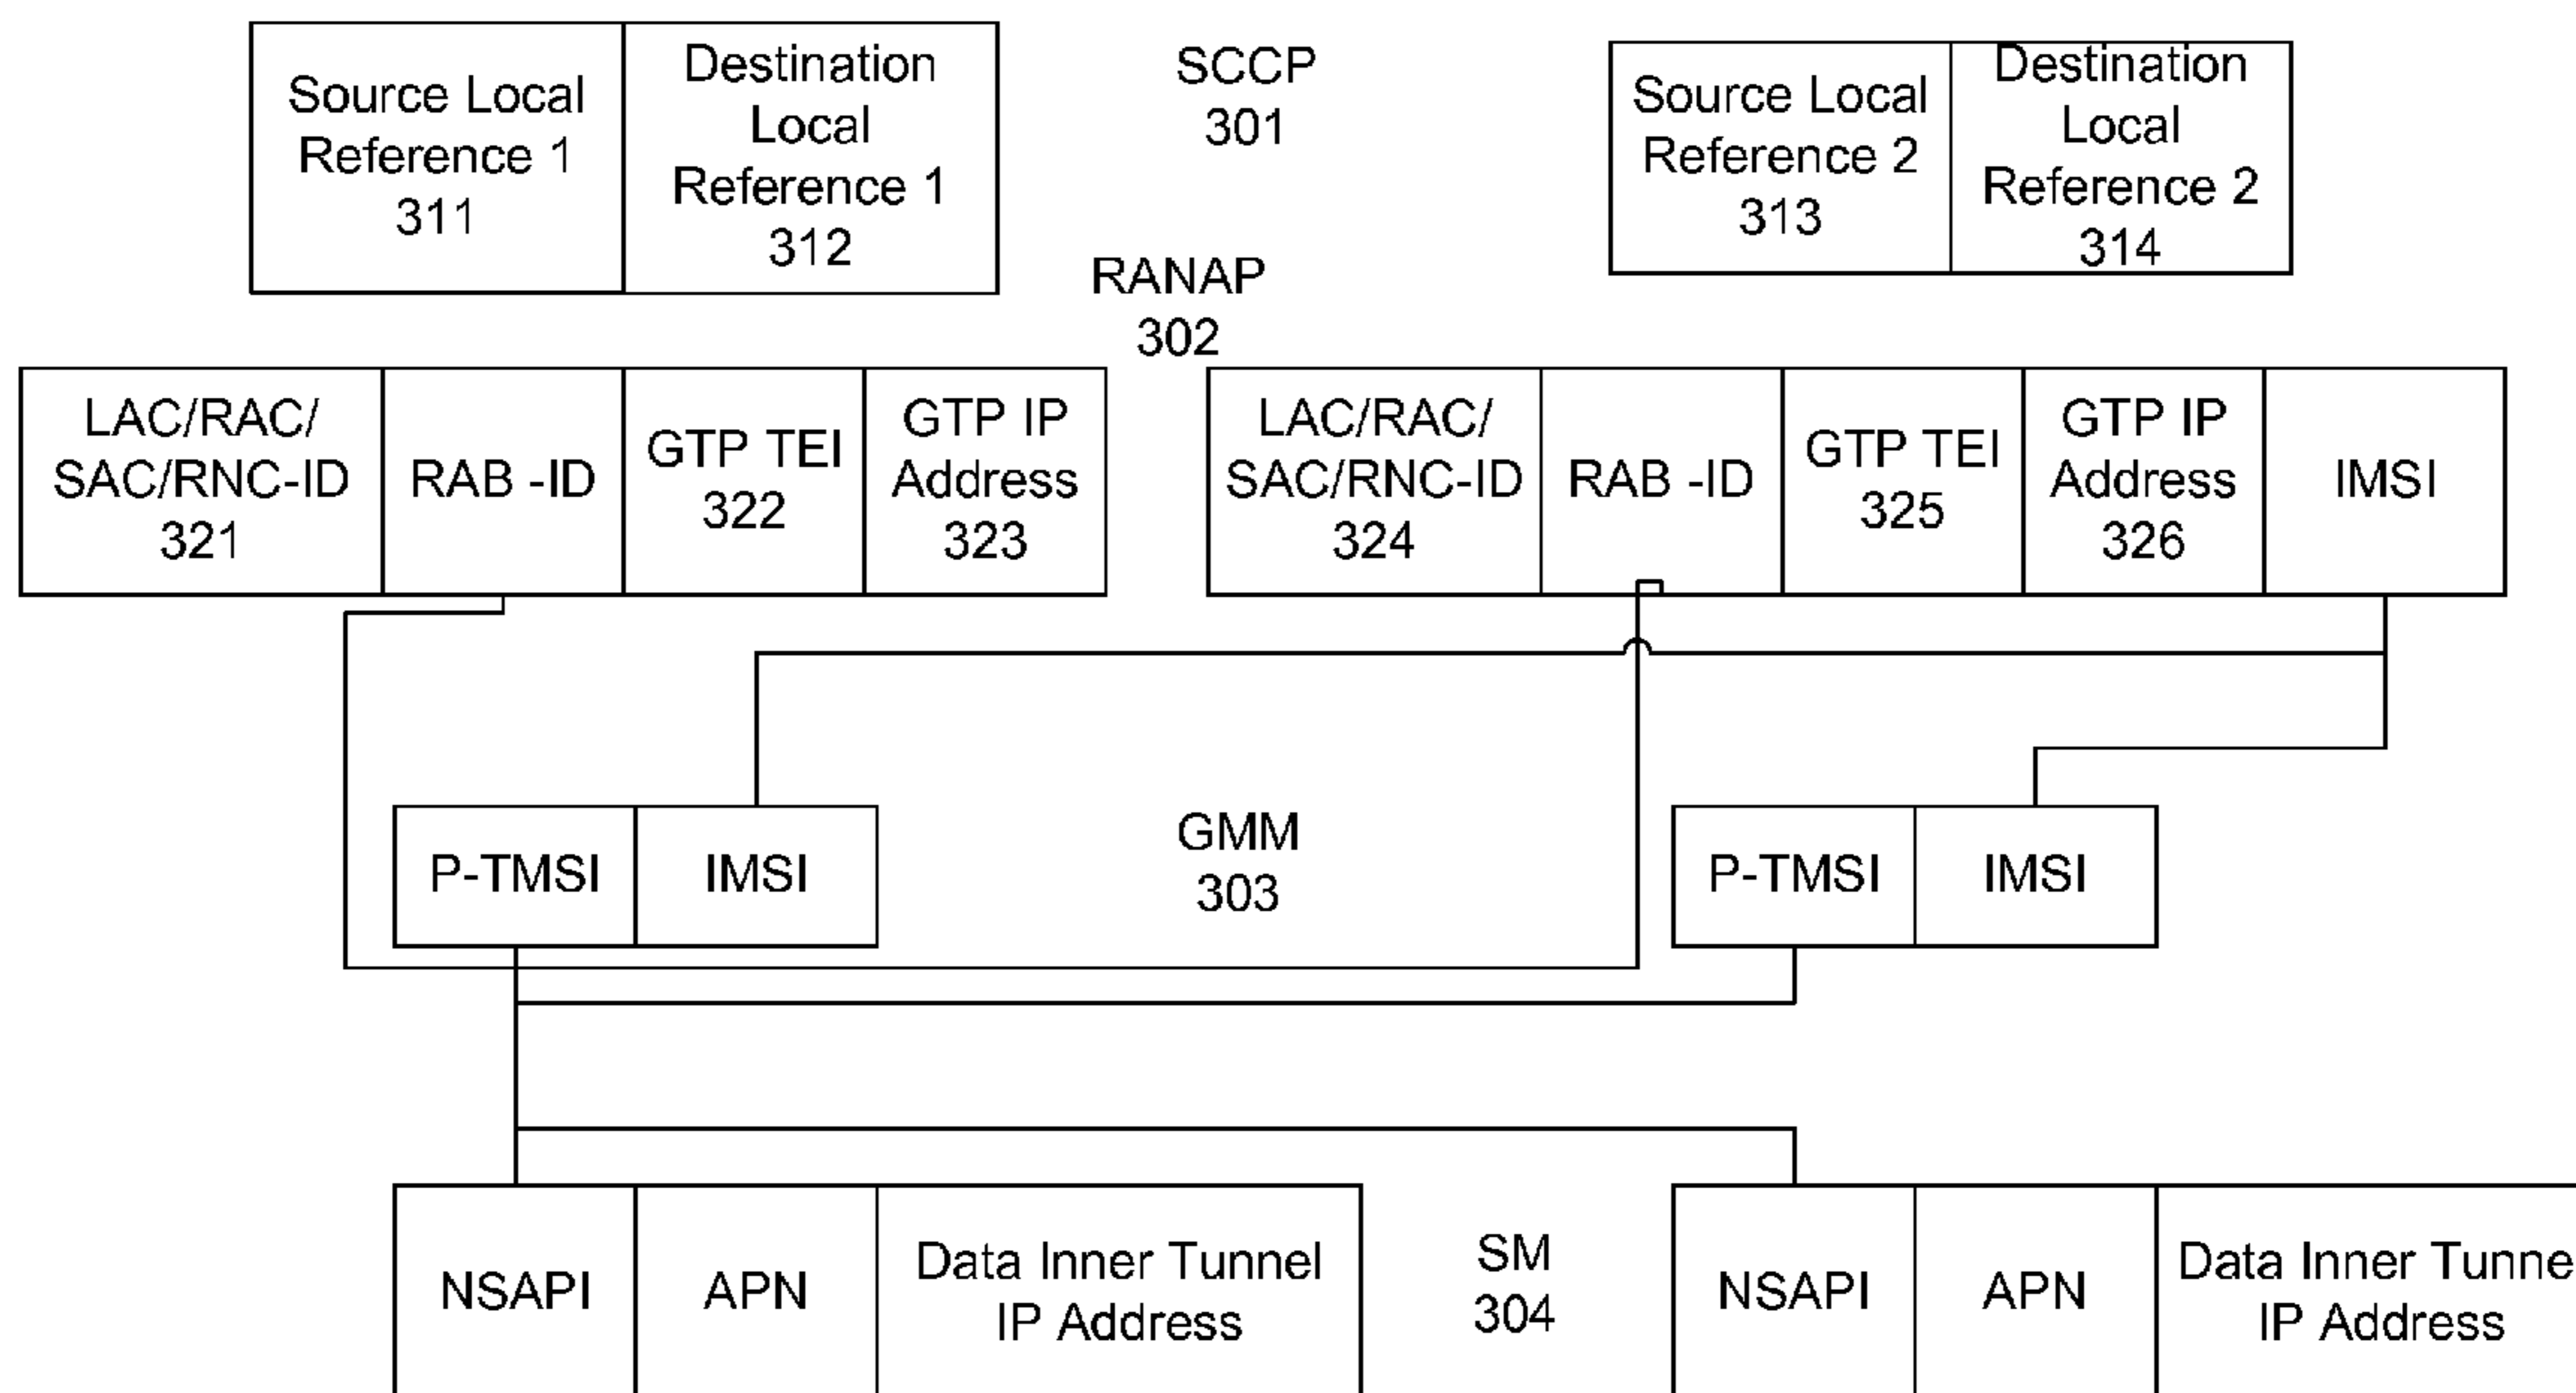 Source Local
Reference 1
311
Destination
Local
Reference 1
312
SCCP
301
Source Local
Reference 2
313
Destination
Local
Reference 2
314
RANAP
302
LAC/RAC/
SAC/RNC-ID
321
RAB -ID
GTP TEI
322
GTP IP
Address
323
LAC/RAC/
SAC/RNC-ID
324
RAB -ID
GTP TEI
325
GTP IP
Address
326
IMSI
P-TMSI
IMSI
GMM
303
P-TMSI
IMSI
NSAPI
APN
Data Inner Tunnel
IP Address
SM
304
NSAPI
APN
Data Inner Tunne
IP Address